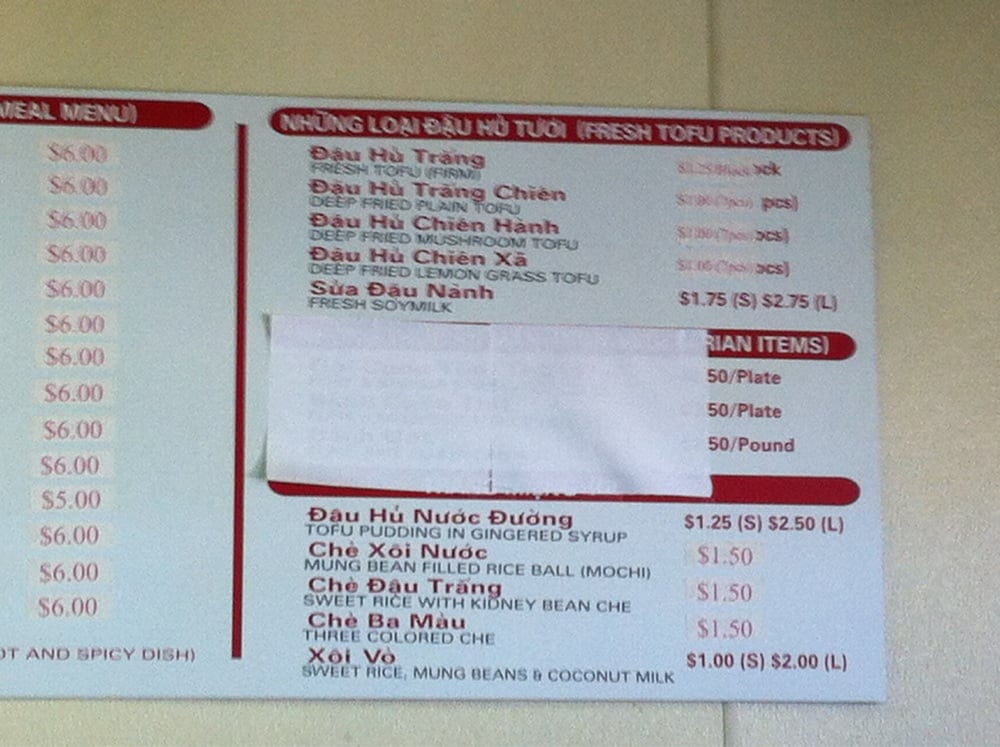 MEAL MENU)
$6.00
$6.00
$6.00
$6.00
$6.00
$6.00
$6.00
$6.00
$6.00
$6.00
$5.00
$6.00
$6.00
$6.00
OT AND SPICY DISH)
NHỮNG LOẠI ĐẬU HỦ TƯƠI (FRESH TOFU PRODUCTS)
Đậu Hủ Trắng
FRESH TOFU (FIRM)
Đậu Hủ Trắng Chiên
DEEP FRIED PLAIN TOFU
pcs)
Đậu Hủ Chiên Hành
DEEP FRIED MUSHROOM TOFU
Đậu Hủ Chiên Xã
DEEP FRIED LEMON GRASS TOFU
Sửa Đậu Nành $1.75 (S) $2.75 (L)
FRESH SOYMILK
RIAN ITEMS)
50/Plate
50/Plate
50/Pound
Đậu Hủ Nước Đường $1.25 (S) $2.50 (L)
TOFU PUDDING IN GINGERED SYRUP
Chè Xôi Nước $1.50
MUNG BEAN FILLED RICE BALL (MOCHI)
Chè Đậu Trắng $1.50
SWEET RICE WITH KIDNEY BEAN CHE
Chè Ba Màu $1.50
THREE COLORED CHE
Xôi Vò $1.00 (S) $2.00 (L)
SWEET RICE, MUNG BEANS & COCONUT MILK